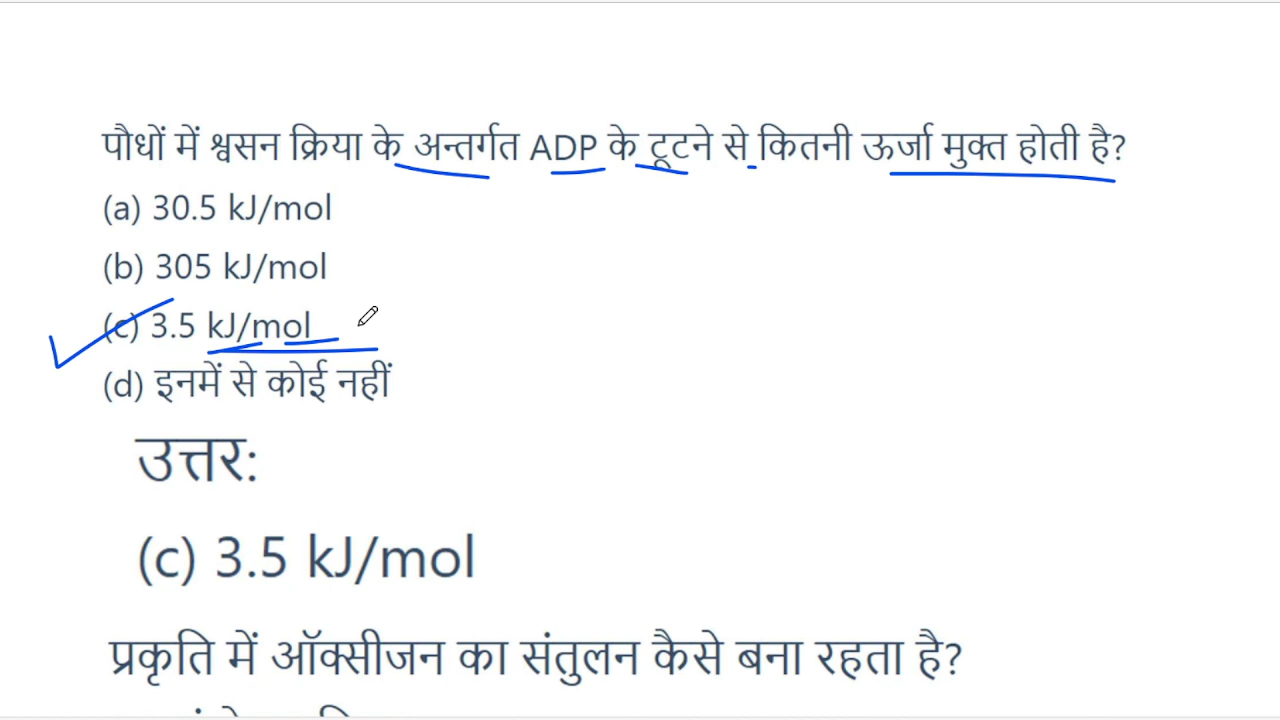 पौधों में श्वसन क्रिया के अन्तर्गत ADP के टूटने से कितनी ऊर्जा मुक्त होती है?
(a) 30.5 kJ/mol
(b) 305 kJ/mol
(c) 3.5 kJ/mol
(d) इनमें से कोई नहीं
उत्तर:
(c) 3.5 kJ/mol
प्रकृति में ऑक्सीजन का संतुलन कैसे बना रहता है?